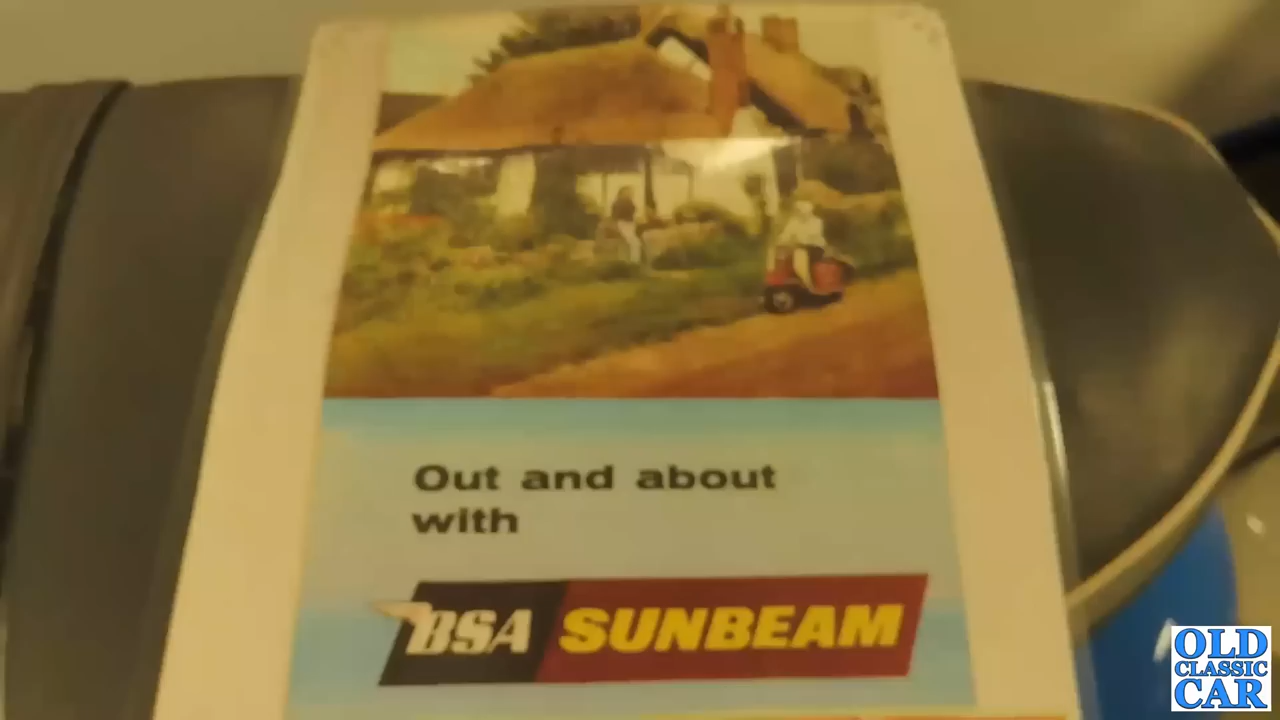 Out and about
with
BSA SUNBEAM
OLD
CLASSIC
CAR